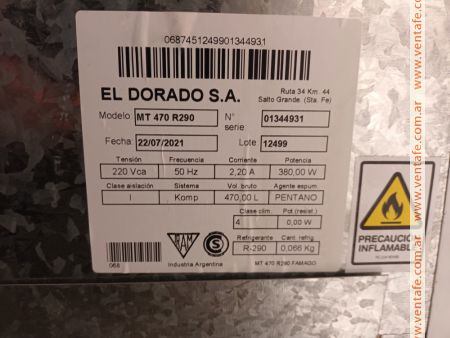 0687451249901344931
EL DORADO S.A.
Ruta 34 Km. 44
Salto Grande. (Sta. Fe)
Modelo MT 470 R290 N° serie 01344931
Fecha 22/07/2021 Lote 12499
Tensión Frecuencia Corriente Potencia
220 Vca 50 Hz 2,20 A 380,00 W
Clase aislación Sistema Vol. bruto Agente espum
I Komp 470,00 L PENTANO
Clase clim. Pot (resist.)
4 0,00 W
Refrigerante Cant. refrig.
R-290 0,066 Kg
IRAM S
Industria Argentina
068 MT 470 R290 FAMAGO
PRECAUCION
INFLAMABLE
www.ventafe.com.ar www.ventafe.com.ar